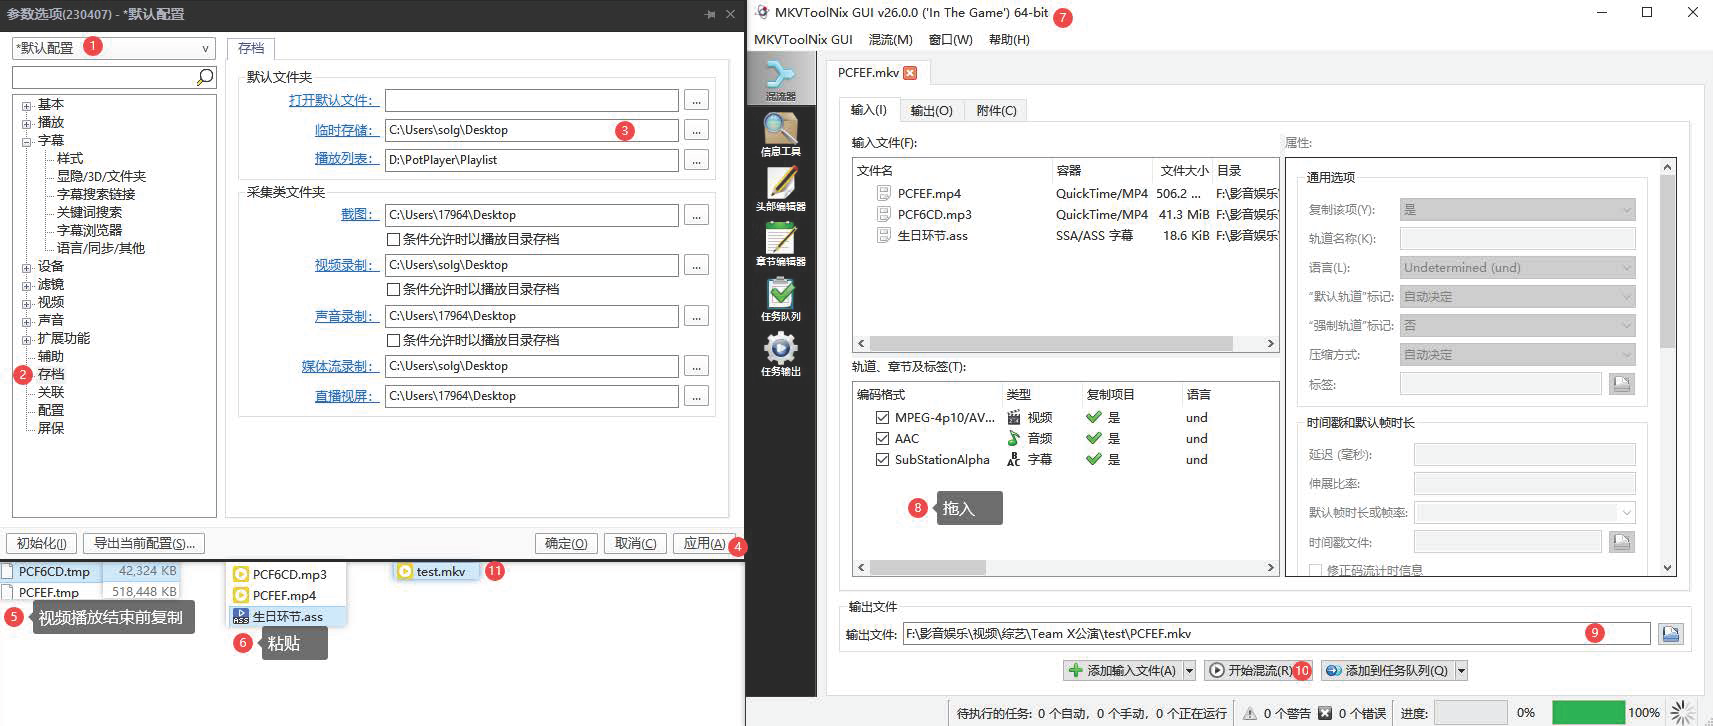 参数选项(230407) - *默认配置
*默认配置
1
基本
播放
字幕
样式
显隐/3D/文件夹
字幕搜索链接
关键词搜索
字幕浏览器
语言/同步/其他
设备
滤镜
视频
声音
扩展功能
辅助
2
存档
关联
配置
屏保
存档
默认文件夹
打开默认文件:
...
临时存储: C:\Users\solg\Desktop
3
...
播放列表: D:\PotPlayer\Playlist
...
采集类文件夹
截图: C:\Users\17964\Desktop
...
条件允许时以播放目录存档
视频录制: C:\Users\solg\Desktop
...
条件允许时以播放目录存档
声音录制: C:\Users\17964\Desktop
...
条件允许时以播放目录存档
媒体流录制: C:\Users\solg\Desktop
...
直播视屏: C:\Users\17964\Desktop
...
初始化(I)
导出当前配置(S)...
确定(O)
取消(C)
应用(A)
4
PCF6CD.tmp 42,324 KB
PCFEF.tmp 518,448 KB
5
视频播放结束前复制
PCF6CD.mp3
PCFEF.mp4
ASS 生日环节.ass
6
粘贴
test.mkv
11
MKVToolNix GUI v26.0.0 ('In The Game') 64-bit
7
MKVToolNix GUI 混流(M) 窗口(W) 帮助(H)
混流器
信息工具
头部编辑器
章节编辑器
任务队列
任务输出
PCFEF.mkv
输入(I) 输出(O) 附件(C)
输入文件(F):
文件名 容器 文件大小 目录
PCFEF.mp4 QuickTime/MP4 506.2 ... F:\影音娱乐\
PCF6CD.mp3 QuickTime/MP4 41.3 MiB F:\影音娱乐\
生日环节.ass SSA/ASS 字幕 18.6 KiB F:\影音娱乐\
轨道、章节及标签(T):
编码格式 类型 复制项目 语言
MPEG-4p10/AV... 视频 是 und
AAC 音频 是 und
SubStationAlpha 字幕 是 und
8
拖入
属性:
通用选项
复制该项(Y): 是
轨道名称(K):
语言(L): Undetermined (und)
“默认轨道”标记: 自动决定
“强制轨道”标记: 否
压缩方式: 自动决定
标签:
时间戳和默认帧时长
延迟 (毫秒):
伸展比率:
默认帧时长或帧率:
时间戳文件:
修正码流计时信息
输出文件
输出文件: F:\影音娱乐\视频\综艺\Team X公演\test\PCFEF.mkv
9
添加输入文件(A)
开始混流(R)
10
添加到任务队列(Q)
待执行的任务: 0 个自动，0 个手动，0 个正在运行
0 个警告
0 个错误
进度:
0%
100%